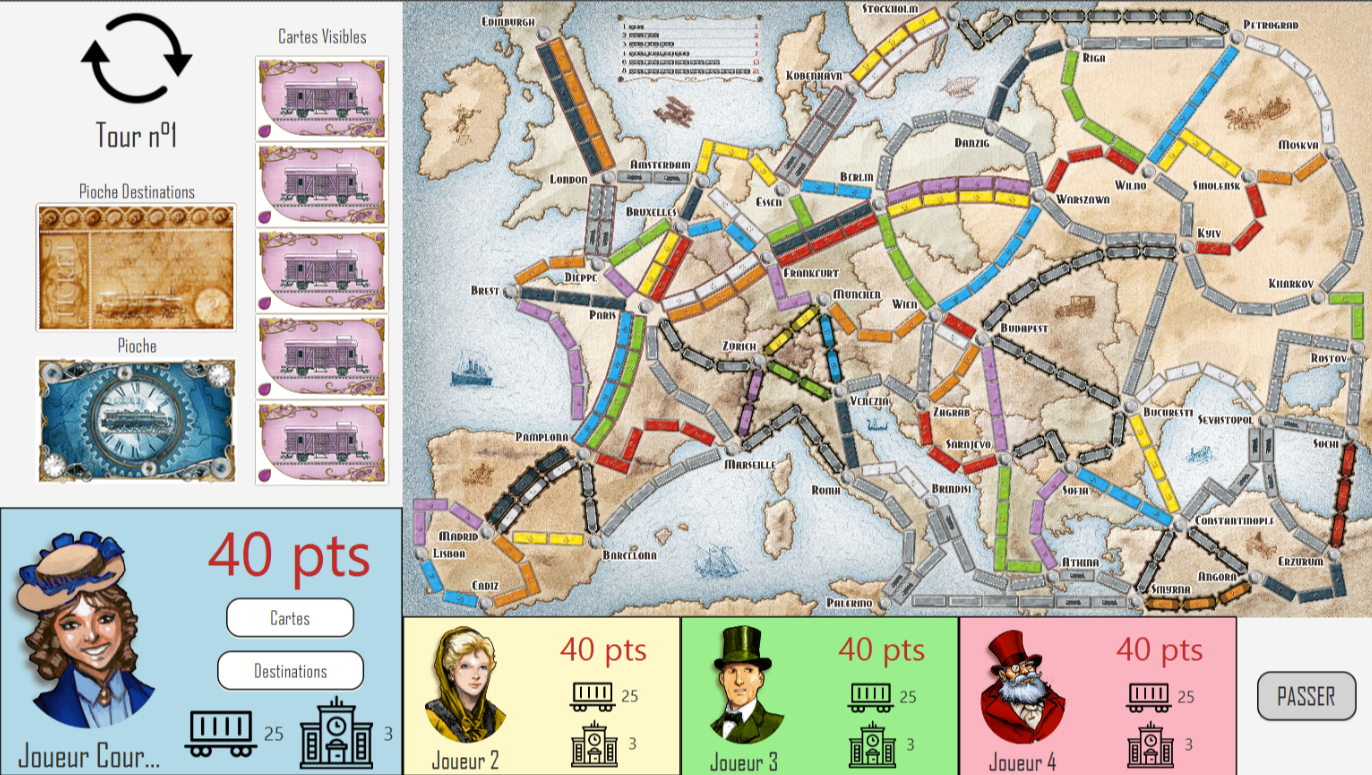 Tour nº1
Cartes Visibles
Pioche Destinations
TICKET
Pioche
40 pts
Cartes
Destinations
25
3
Joueur Cour...
EDINBURGH
STOCKHOLM
PETROGRAD
KOBENHAVN
RIGA
DANZIG
MOSKVA
AMSTERDAM
LONDON
BERLIN
ESSEN
WILNO
SMOLENSK
WARSZAWA
BRUXELLES
KYIV
DIEPPE
FRANKFURT
BREST
MÜNCHEN
KHARKOV
PARIS
WIEN
BUDAPEST
ZÜRICH
ROSTOV
VENEZIA
ZAGRAB
BUCURESTI
SEVASTOPOL
PAMPLONA
SARAJEVO
SOCHI
MARSEILLE
ROMA
BRINDISI
SOFIA
CONSTANTINOPLE
MADRID
LISBOA
BARCELONA
ATHINA
ERZURUM
CADIZ
ANGORA
SMYRNA
PALERMO
40 pts
25
3
Joueur 2
40 pts
25
3
Joueur 3
40 pts
25
3
Joueur 4
PASSER